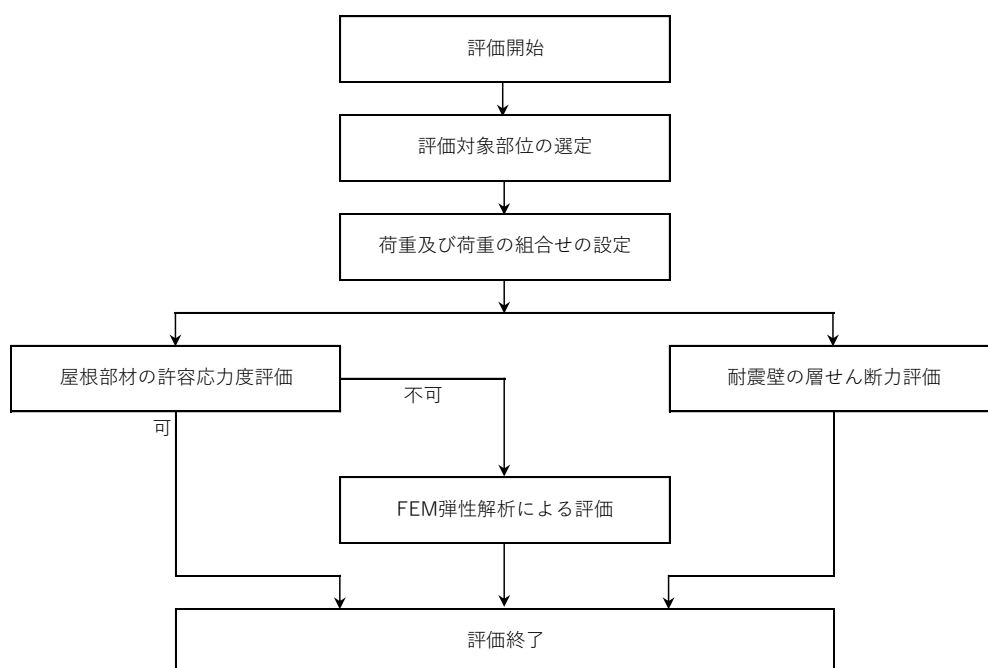 評価開始
評価対象部位の選定
荷重及び荷重の組合せの設定
屋根部材の許容応力度評価
不可
耐震壁の層せん断力評価
可
FEM弾性解析による評価
評価終了